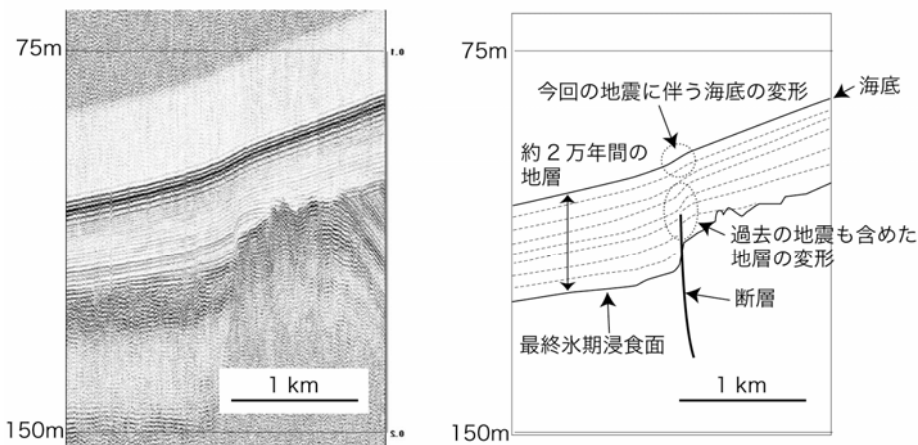 75m
0.1
1 km
150m
0.2
75m
今回の地震に伴う海底の変形
海底
約２万年間の
地層
過去の地震も含めた
地層の変形
断層
最終氷期浸食面
1 km
150m